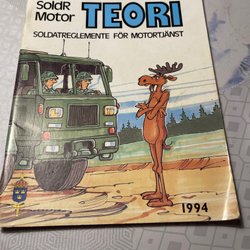 SoldR
Motor
TEORI
SOLDATREGLEMENTE FÖR MOTORTJÄNST
1994